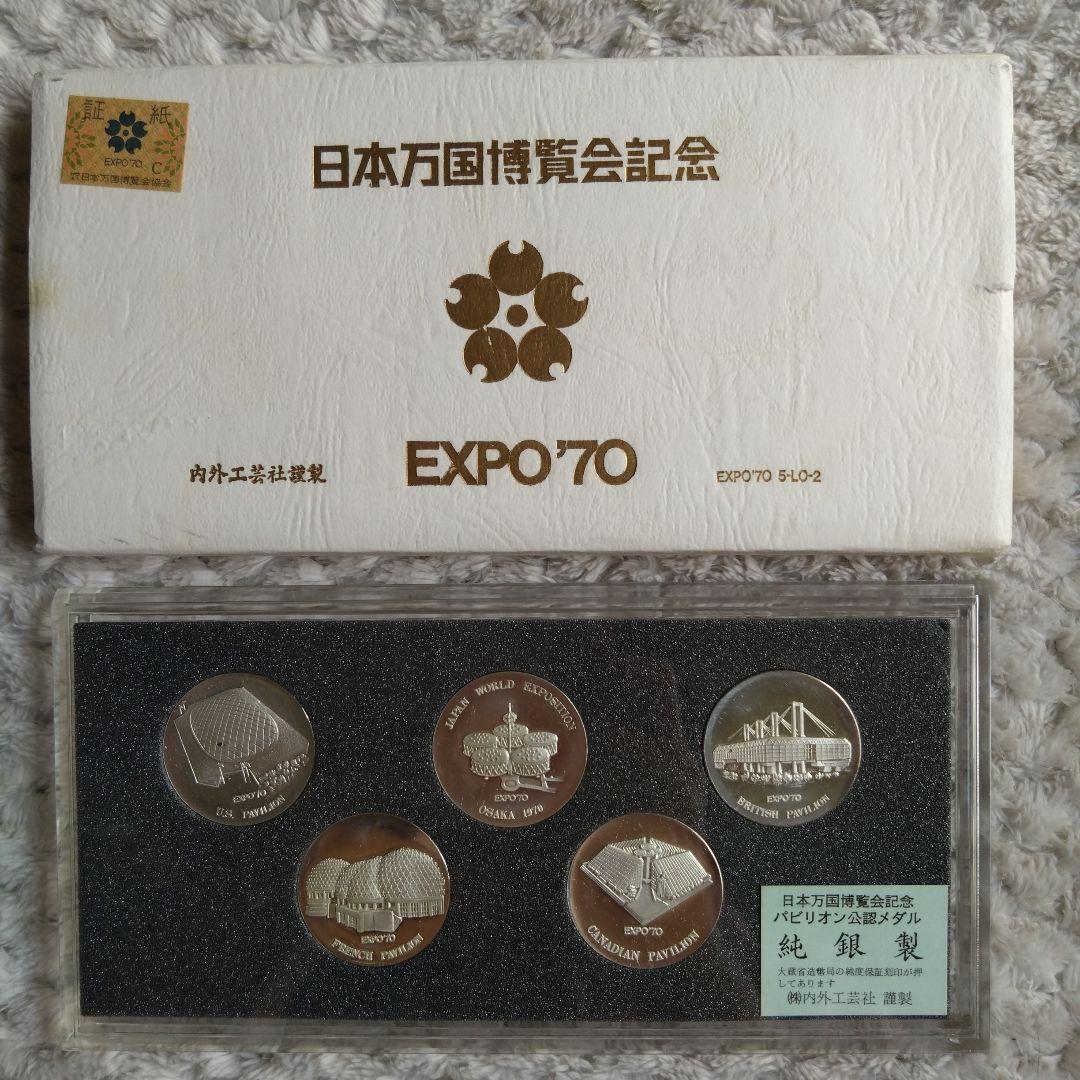 証 紙
EXPO'70
C
財団法人日本万国博覧会協会
日本万国博覧会記念
EXPO'70
内外工芸社謹製
EXPO'70 5-LO-2
EXPO'70
U.S. PAVILION
JAPAN WORLD EXPOSITION
EXPO'70
OSAKA 1970
EXPO'70
BRITISH PAVILION
EXPO'70
FRENCH PAVILION
EXPO'70
CANADIAN PAVILION
日本万国博覧会記念
パビリオン公認メダル
純銀製
大蔵省造幣局の純度保証刻印が押
してあります
㈱内外工芸社 謹製